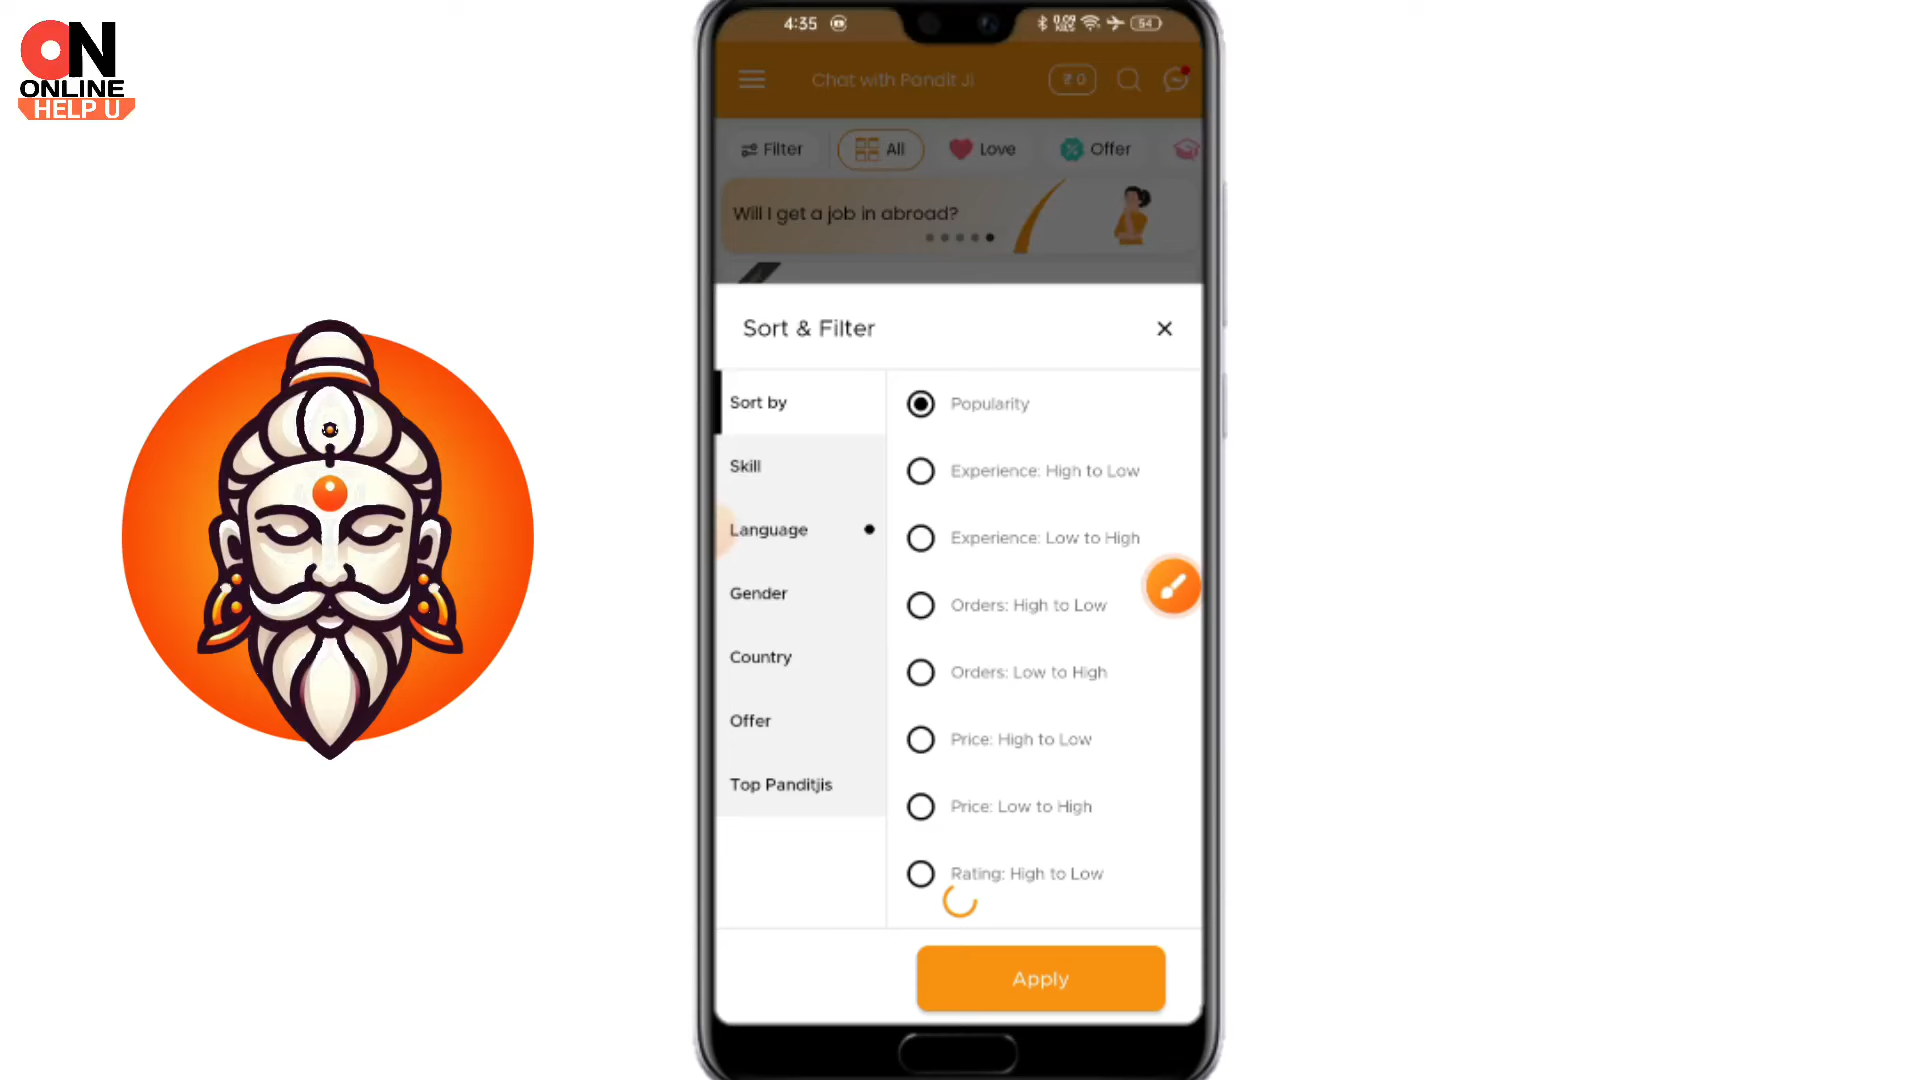 ON
ONLINE
HELP U
4:35
0.09
54
Chat with Pandit Ji
₹ 0
Filter
All
Love
Offer
Will I get a job in abroad?
Sort & Filter
Sort by
Popularity
Experience: High to Low
Skill
Language
Experience: Low to High
Gender
Orders: High to Low
Country
Orders: Low to High
Offer
Price: High to Low
Top Panditjis
Price: Low to High
Rating: High to Low
Apply